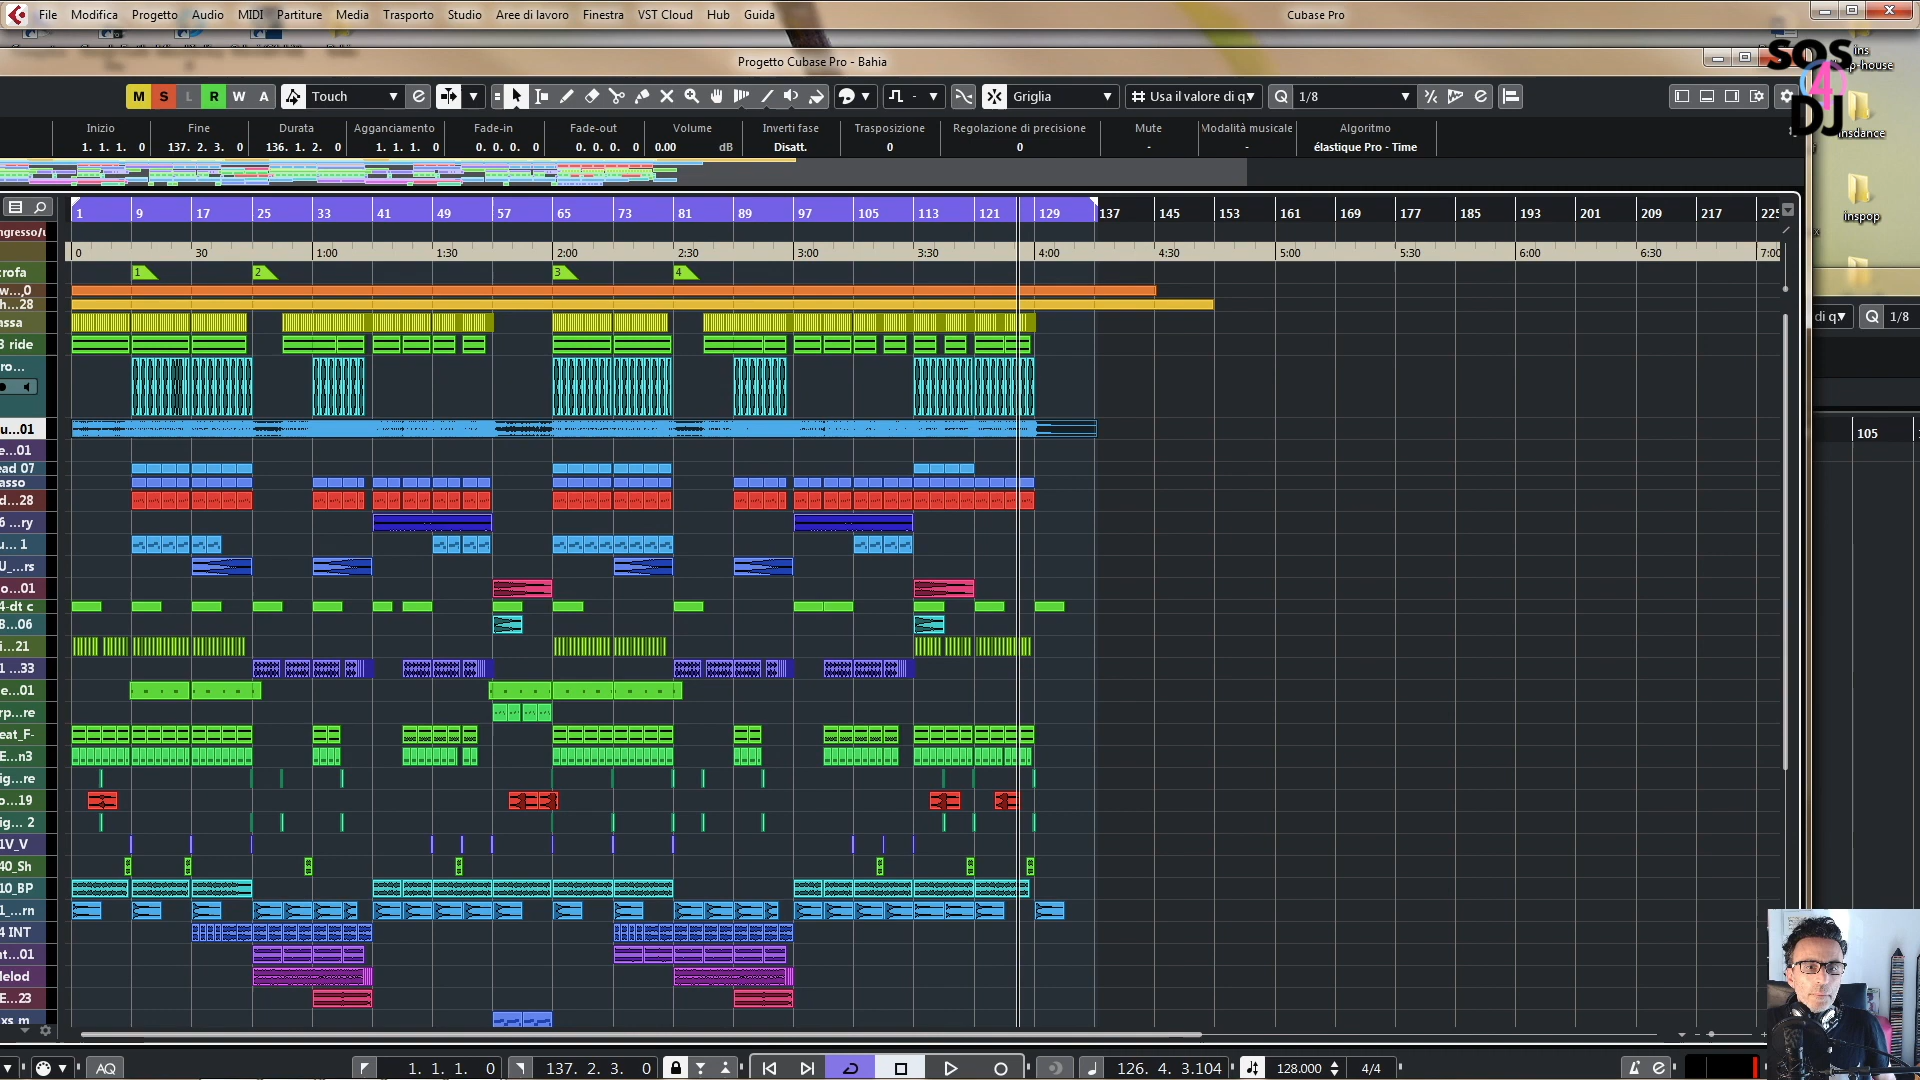 File Modifica Progetto Audio MIDI Partiture Media Trasporto Studio Aree di lavoro Finestra VST Cloud Hub Guida Cubase Pro
Progetto Cubase Pro - Bahia
SOS
4
DJ
ins
p-house
insdance
inspop
M S L R W A Touch Griglia Usa il valore di q 1/8
Inizio Fine Durata Agganciamento Fade-in Fade-out Volume Inverti fase Trasposizione Regolazione di precisione Mute Modalità musicale Algoritmo
1. 1. 1. 0 137. 2. 3. 0 136. 1. 2. 0 1. 1. 1. 0 0. 0. 0. 0 0. 0. 0. 0 0.00 dB Disatt. 0 0 - - élastique Pro - Time
1 9 17 25 33 41 49 57 65 73 81 89 97 105 113 121 129 137 145 153 161 169 177 185 193 201 209 217 225
ngresso/u
0 30 1:00 1:30 2:00 2:30 3:00 3:30 4:00 4:30 5:00 5:30 6:00 6:30 7:00
trofa
1 2 3 4
w...,0
h...28
assa
3 ride
ro...
u...01
e...01
ead 07
asso
d...28
6 ...ry
u... 1
U_...rs
o...01
4-dt c
B...06
i...21
1 ...33
e...01
rp...re
eat_F-
E...n3
ig...re
o...19
ig... 2
1V_V
40_Sh
10_BP
1_...rn
4 INT
nt...01
Melod
E...23
xs m
di q 1/8
105
AQ 1. 1. 1. 0 137. 2. 3. 0 126. 4. 3.104 128.000 4/4